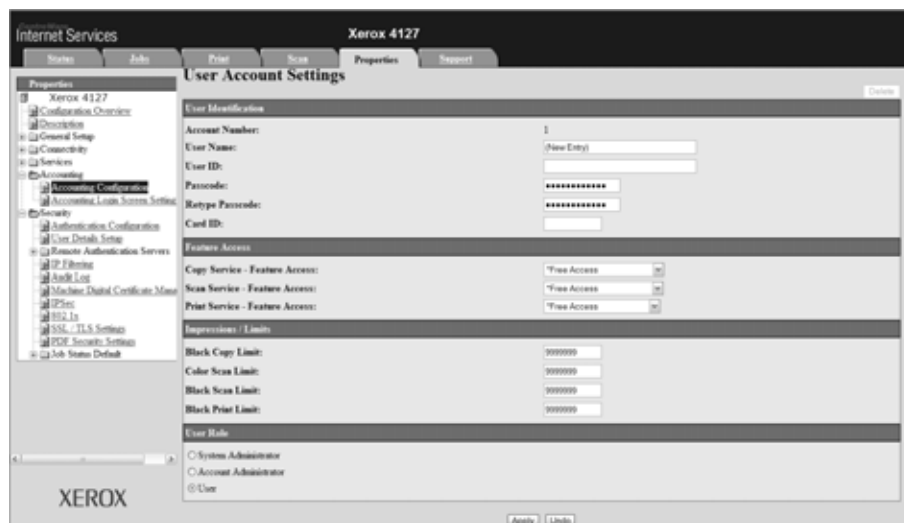 CentreWare
Internet Services
Xerox 4127
Status Jobs Print Scan Properties Support
Properties
Xerox 4127
Configuration Overview
Description
General Setup
Connectivity
Services
Accounting
Accounting Configuration
Accounting Login Screen Setting
Security
Authentication Configuration
User Details Setup
Remote Authentication Servers
IP Filtering
Audit Log
Machine Digital Certificate Mana
IPSec
802.1x
SSL / TLS Settings
PDF Security Settings
Job Status Default
XEROX
User Account Settings
Delete
User Identification
Account Number: 1
User Name: (New Entry)
User ID:
Passcode: ••••••••••••
Retype Passcode: ••••••••••••
Card ID:
Feature Access
Copy Service - Feature Access: *Free Access
Scan Service - Feature Access: *Free Access
Print Service - Feature Access: *Free Access
Impressions / Limits
Black Copy Limit: 9999999
Color Scan Limit: 9999999
Black Scan Limit: 9999999
Black Print Limit: 9999999
User Role
System Administrator
Account Administrator
User
Apply Undo